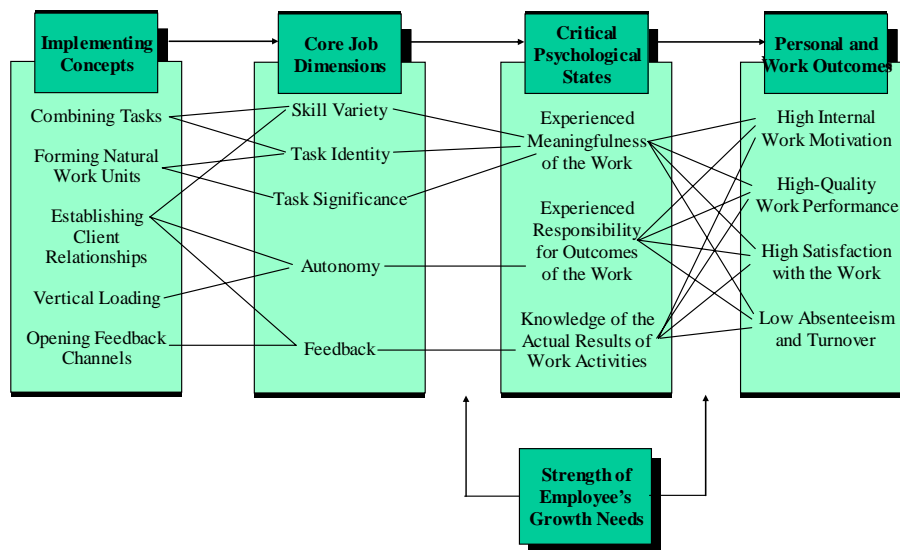 Implementing
Concepts
Core Job
Dimensions
Critical
Psychological
States
Personal and
Work Outcomes
Combining Tasks
Forming Natural
Work Units
Establishing
Client
Relationships
Vertical Loading
Opening Feedback
Channels
Skill Variety
Task Identity
Task Significance
Autonomy
Feedback
Experienced
Meaningfulness
of the Work
Experienced
Responsibility
for Outcomes
of the Work
Knowledge of the
Actual Results of
Work Activities
High Internal
Work Motivation
High-Quality
Work Performance
High Satisfaction
with the Work
Low Absenteeism
and Turnover
Strength of
Employee’s
Growth Needs